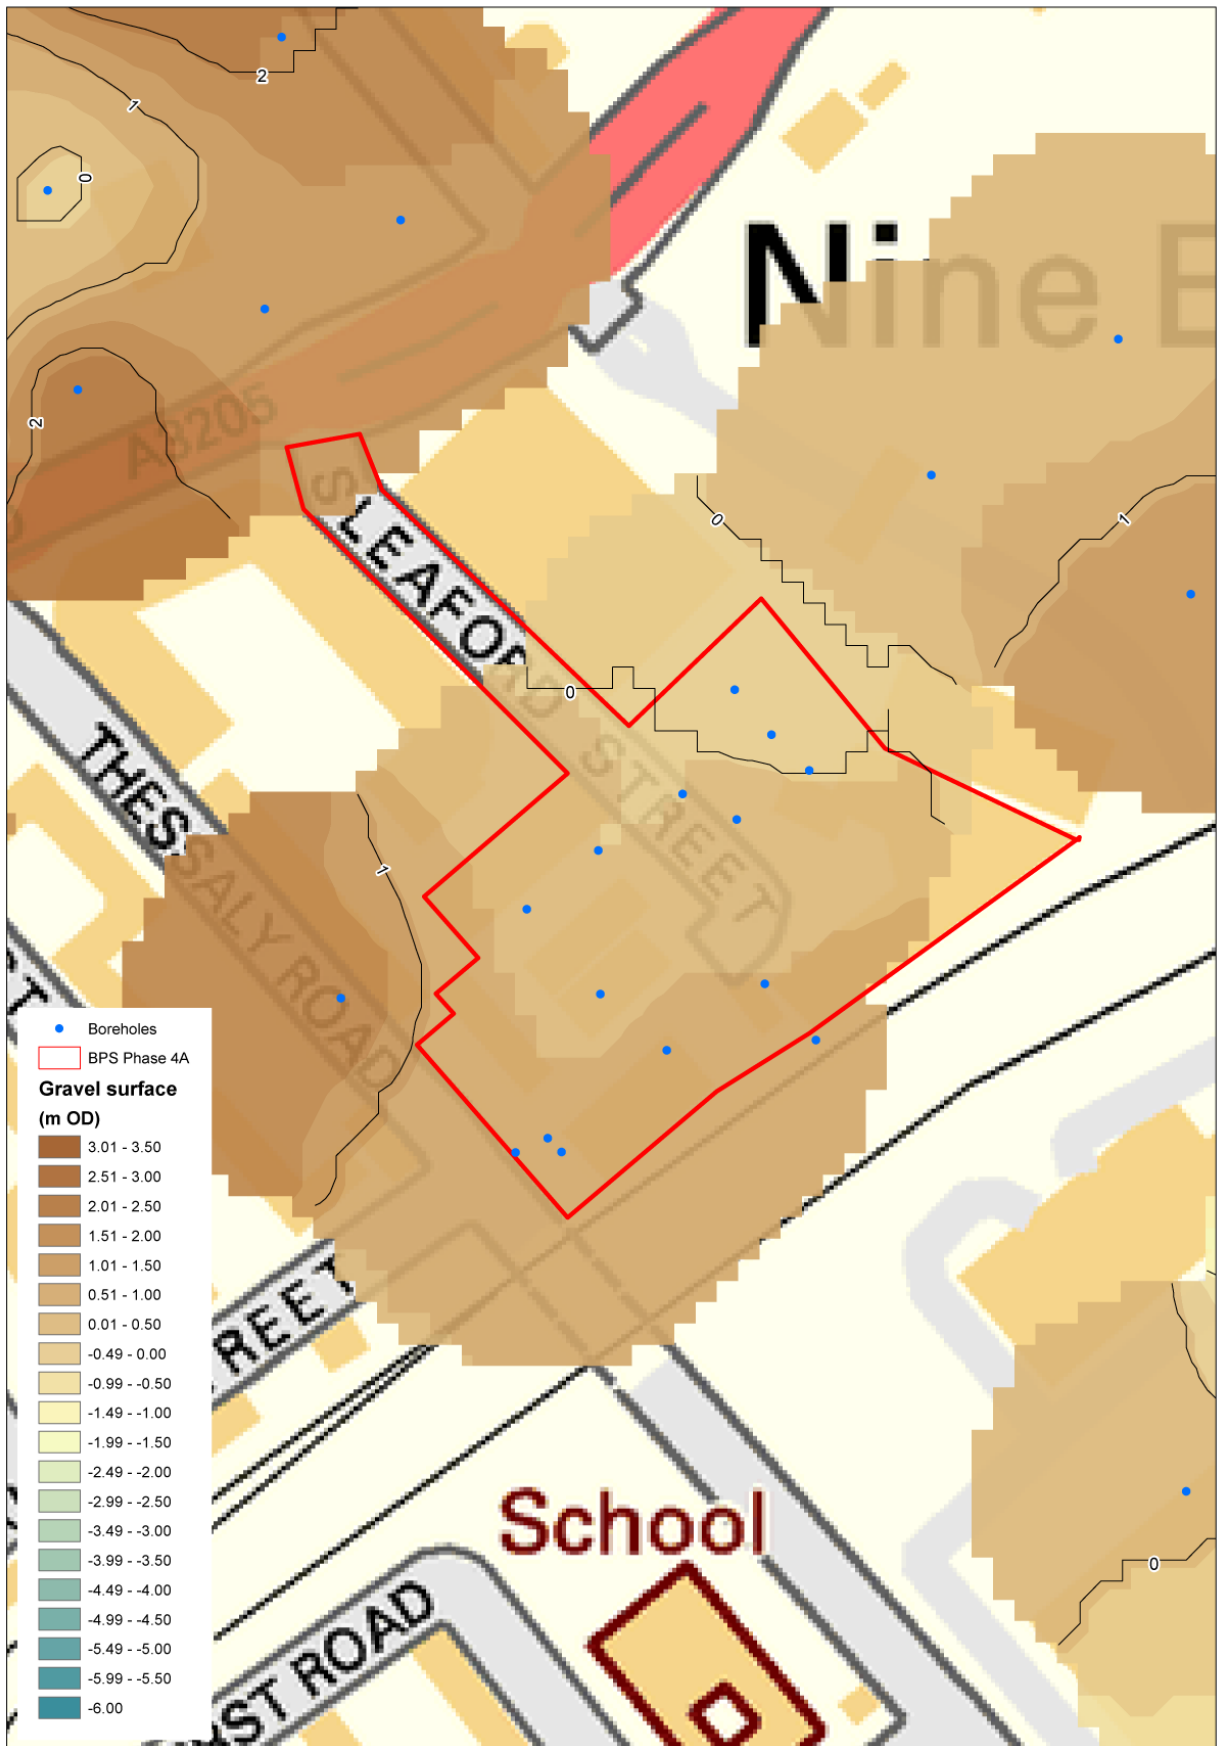 2
1
0
Nine E
A3205
2
0
1
SLEAFORD STREET
0
THESSALY ROAD
1
ST
Boreholes
BPS Phase 4A
Gravel surface
(m OD)
3.01 - 3.50
2.51 - 3.00
2.01 - 2.50
1.51 - 2.00
1.01 - 1.50
0.51 - 1.00
0.01 - 0.50
-0.49 - 0.00
-0.99 - -0.50
-1.49 - -1.00
-1.99 - -1.50
-2.49 - -2.00
-2.99 - -2.50
-3.49 - -3.00
-3.99 - -3.50
-4.49 - -4.00
-4.99 - -4.50
-5.49 - -5.00
-5.99 - -5.50
-6.00
REET
School
0
RST ROAD